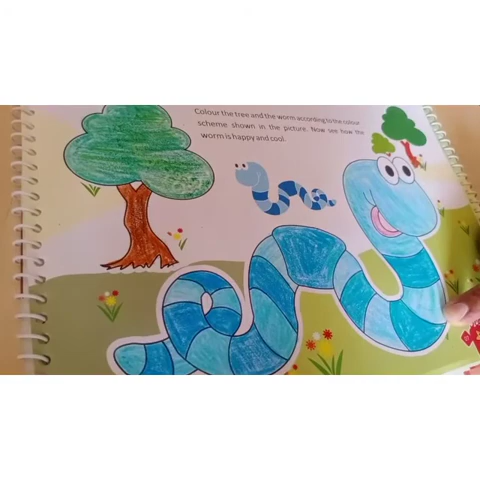 Colour the tree and the worm according to the colour
scheme shown in the picture. Now see how the
worm is happy and cool.